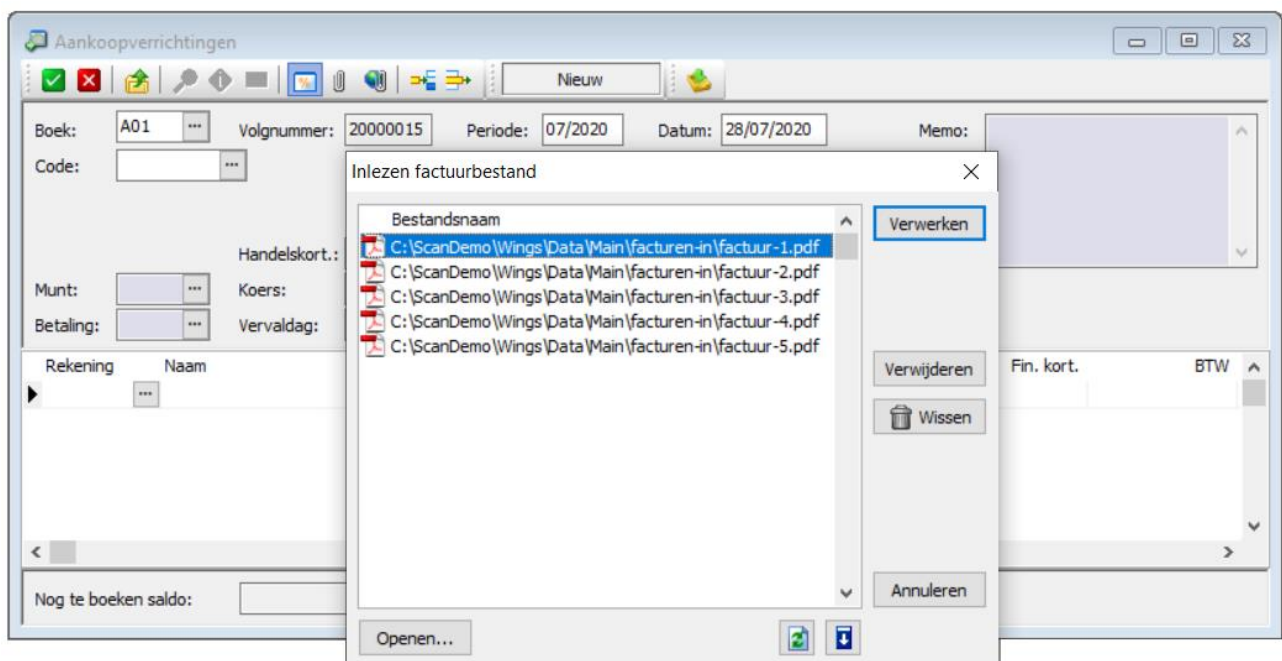 Aankoopverrichtingen
Nieuw
Boek: A01 Volgnummer: 20000015 Periode: 07/2020 Datum: 28/07/2020 Memo:
Code:
Inlezen factuurbestand
Bestandsnaam
Verwerken
C:\ScanDemo\Wings\Data\Main\facturen-in\factuur-1.pdf
C:\ScanDemo\Wings\Data\Main\facturen-in\factuur-2.pdf
C:\ScanDemo\Wings\Data\Main\facturen-in\factuur-3.pdf
C:\ScanDemo\Wings\Data\Main\facturen-in\factuur-4.pdf
C:\ScanDemo\Wings\Data\Main\facturen-in\factuur-5.pdf
Handelskort.:
Munt: Koers:
Betaling: Vervaldag:
Verwijderen
Wissen
Rekening Naam Fin. kort. BTW
Annuleren
Nog te boeken saldo:
Openen...